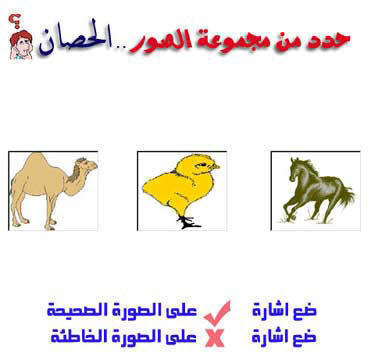 حدد من مجموعة الصور .. الحصان ؟
ضع اشارة ✓ على الصورة الصحيحة
ضع اشارة ✗ على الصورة الخاطئة